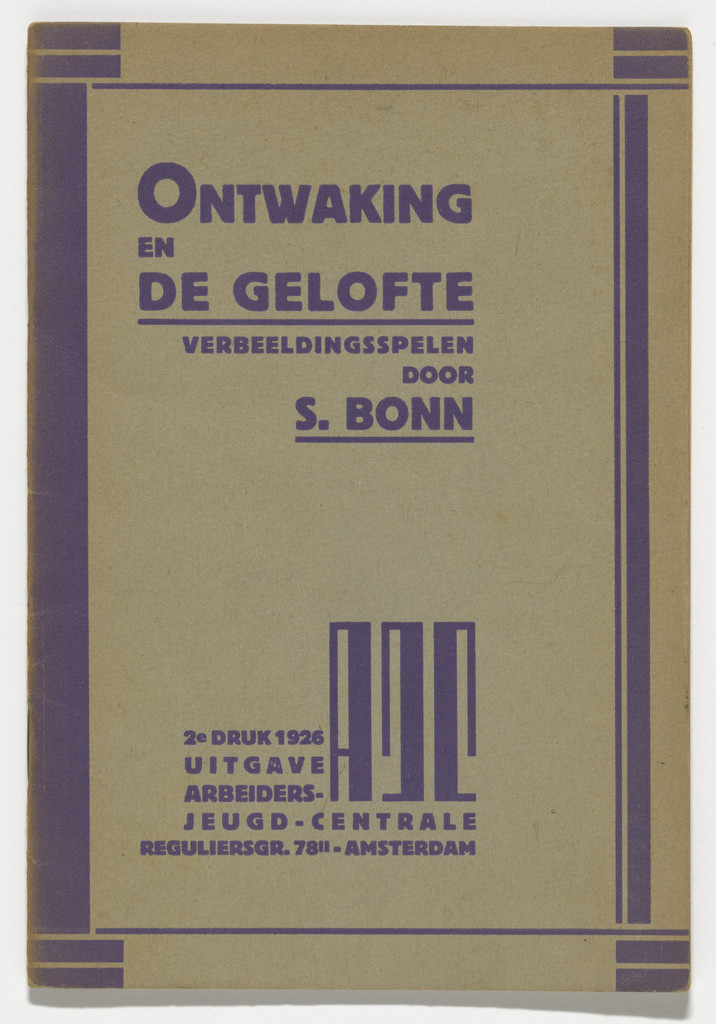 ONTWAKING
EN
DE GELOFTE
VERBEELDINGSSPELEN
DOOR
S. BONN
AJC
2e DRUK 1926
UITGAVE
ARBEIDERS-
JEUGD-CENTRALE
REGULIERSGR. 78II - AMSTERDAM